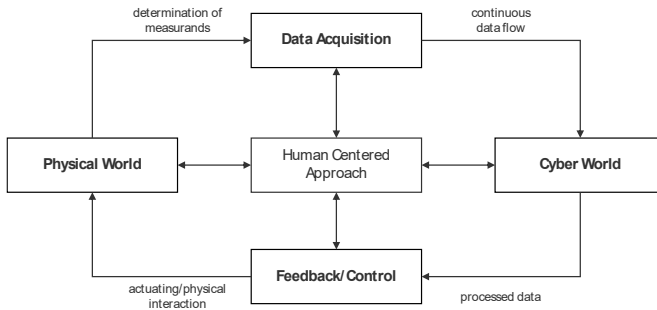 determination of
measurands
Data Acquisition
continuous
data flow
Physical World
Human Centered
Approach
Cyber World
Feedback/Control
actuating/physical
interaction
processed data